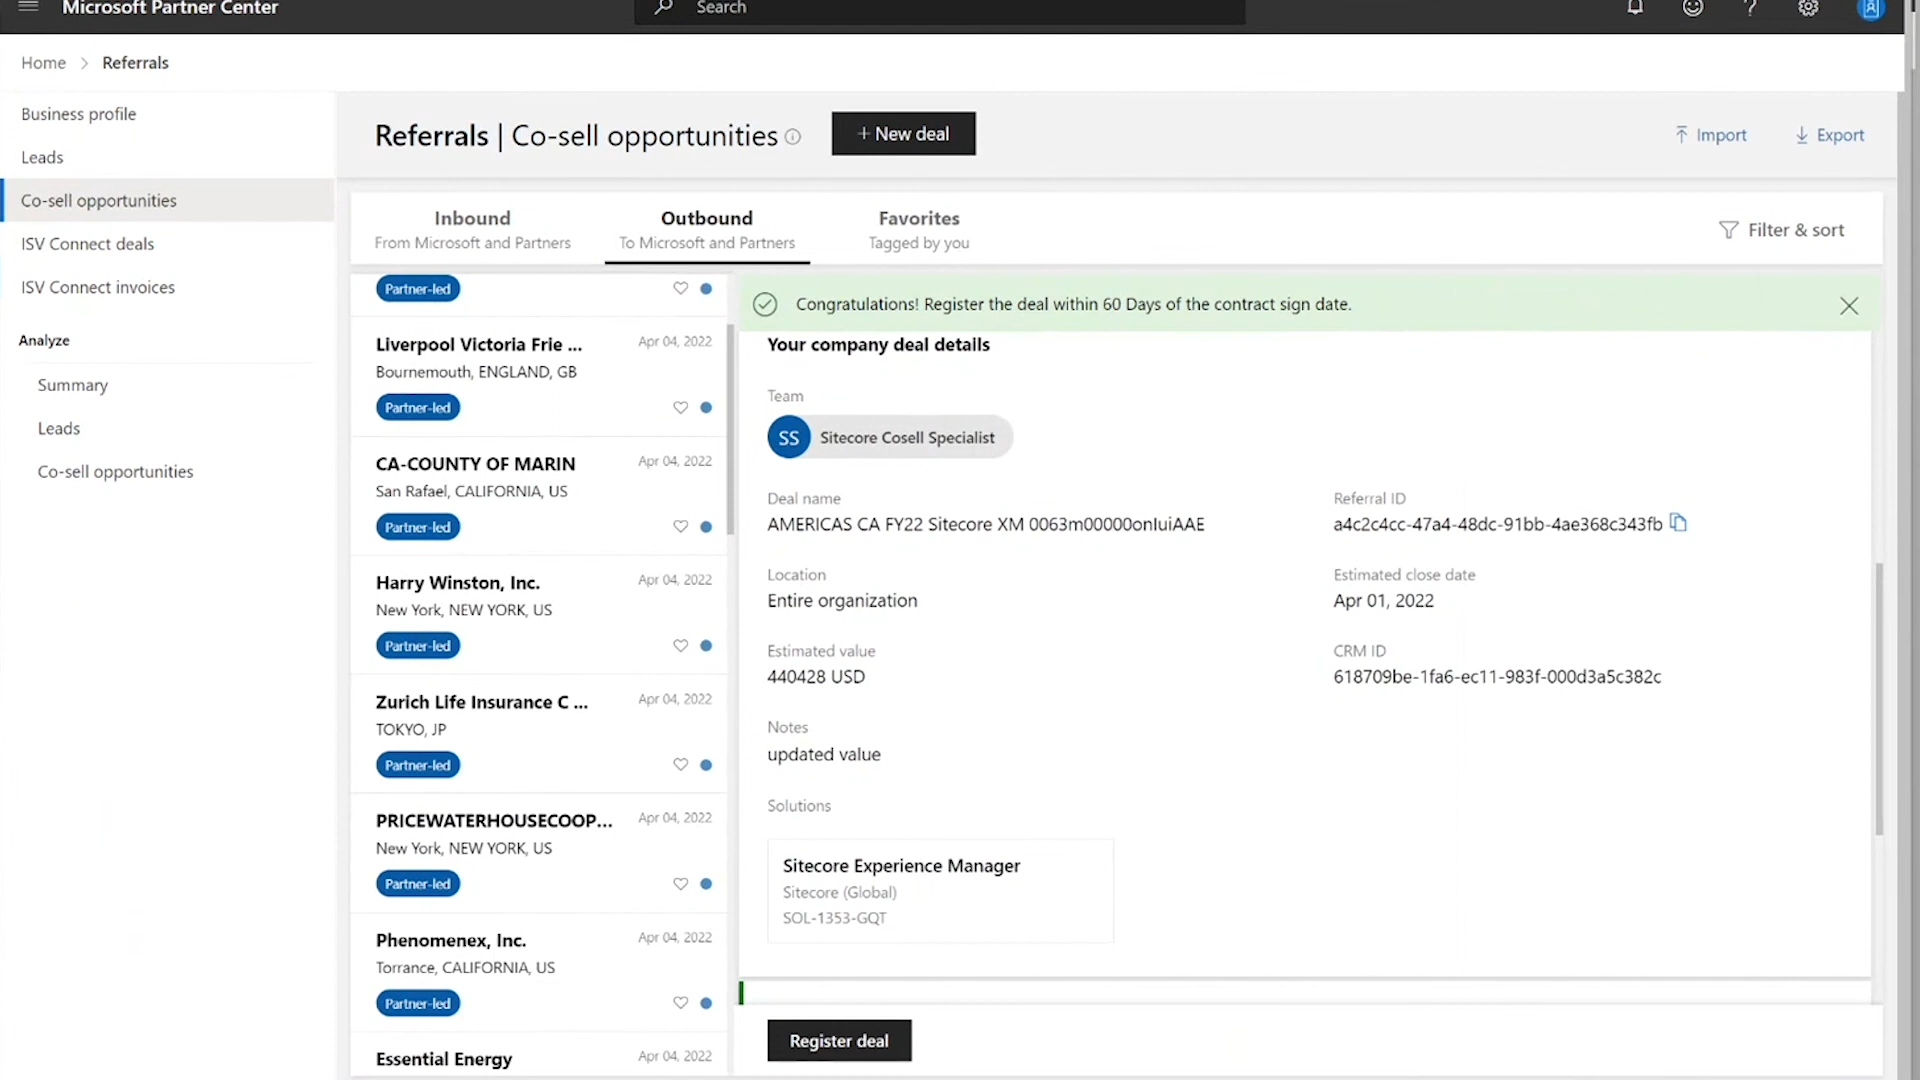 Microsoft Partner Center
Search
Home > Referrals
Business profile
Leads
Co-sell opportunities
ISV Connect deals
ISV Connect invoices
Analyze
Summary
Leads
Co-sell opportunities
Referrals | Co-sell opportunities
+ New deal
Import
Export
Inbound
From Microsoft and Partners
Outbound
To Microsoft and Partners
Favorites
Tagged by you
Filter & sort
Partner-led
Liverpool Victoria Frie ...
Apr 04, 2022
Bournemouth, ENGLAND, GB
Partner-led
CA-COUNTY OF MARIN
Apr 04, 2022
San Rafael, CALIFORNIA, US
Partner-led
Harry Winston, Inc.
Apr 04, 2022
New York, NEW YORK, US
Partner-led
Zurich Life Insurance C ...
Apr 04, 2022
TOKYO, JP
Partner-led
PRICEWATERHOUSECOOP...
Apr 04, 2022
New York, NEW YORK, US
Partner-led
Phenomenex, Inc.
Apr 04, 2022
Torrance, CALIFORNIA, US
Partner-led
Essential Energy
Apr 04, 2022
Congratulations! Register the deal within 60 Days of the contract sign date.
Your company deal details
Team
SS Sitecore Cosell Specialist
Deal name
AMERICAS CA FY22 Sitecore XM 0063m00000onIuiAAE
Referral ID
a4c2c4cc-47a4-48dc-91bb-4ae368c343fb
Location
Entire organization
Estimated close date
Apr 01, 2022
Estimated value
440428 USD
CRM ID
618709be-1fa6-ec11-983f-000d3a5c382c
Notes
updated value
Solutions
Sitecore Experience Manager
Sitecore (Global)
SOL-1353-GQT
Register deal